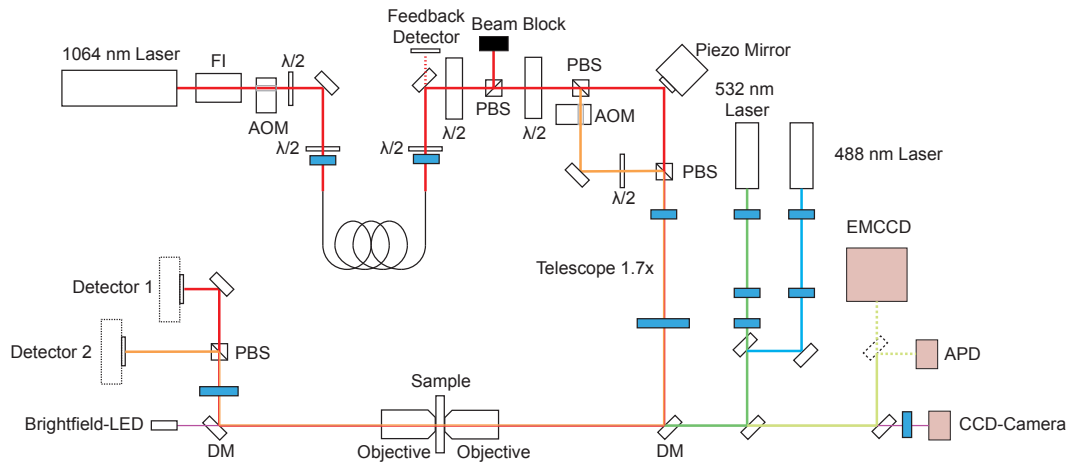 Feedback
Detector
Beam Block
1064 nm Laser
FI
λ/2
AOM
PBS
λ/2
λ/2
PBS
AOM
Piezo Mirror
532 nm
Laser
λ/2
λ/2
PBS
λ/2
488 nm Laser
EMCCD
Telescope 1.7x
Detector 1
Detector 2
PBS
APD
Sample
Brightfield-LED
DM
Objective
Objective
DM
CCD-Camera